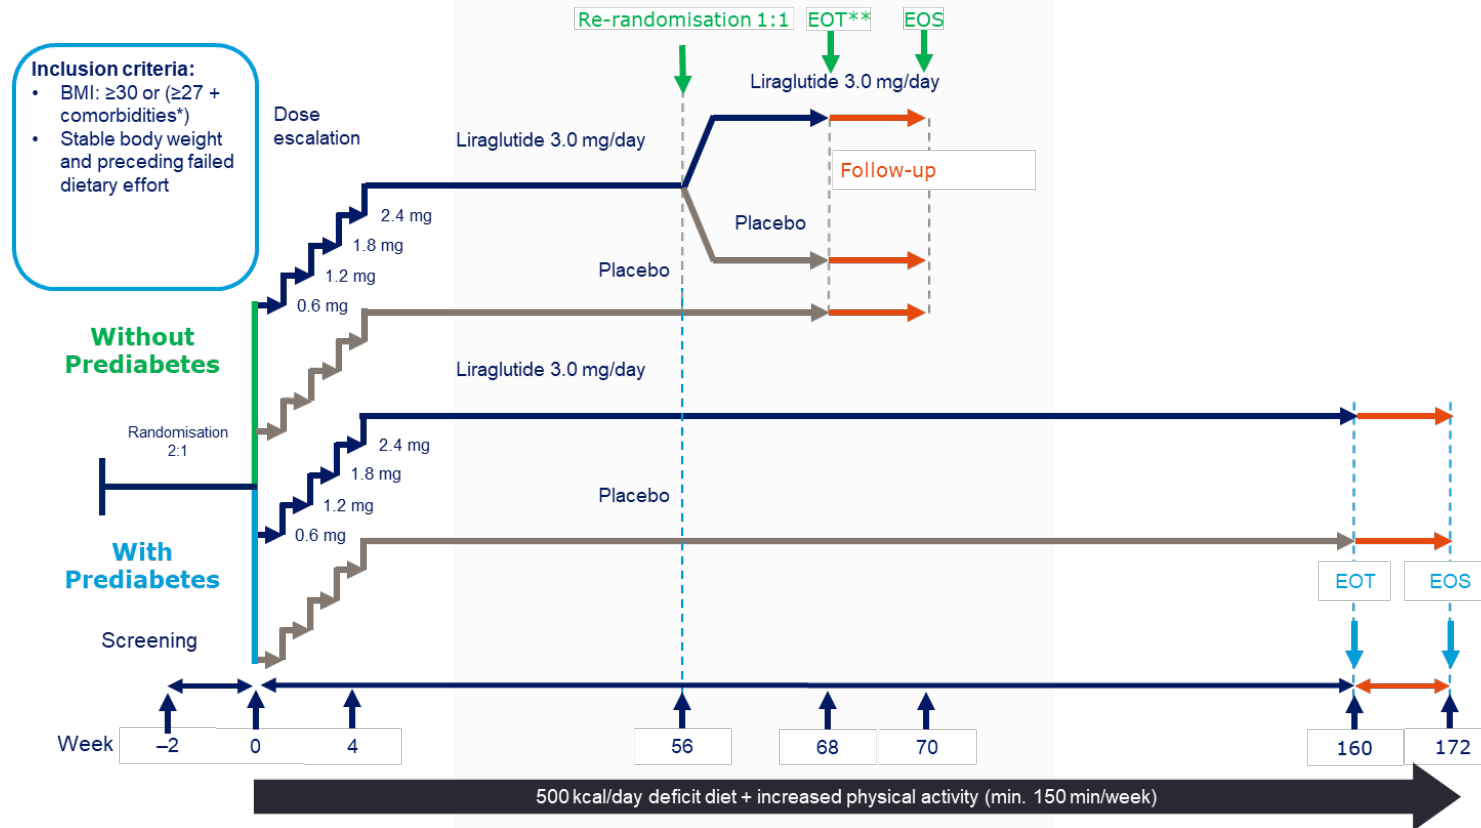 Re-randomisation 1:1
EOT**
EOS
Inclusion criteria:
• BMI: ≥30 or (≥27 +
comorbidities*)
• Stable body weight
and preceding failed
dietary effort
Dose
escalation
Liraglutide 3.0 mg/day
Liraglutide 3.0 mg/day
Follow-up
2.4 mg
1.8 mg
1.2 mg
0.6 mg
Placebo
Placebo
Without
Prediabetes
Liraglutide 3.0 mg/day
Randomisation
2:1
2.4 mg
1.8 mg
1.2 mg
0.6 mg
Placebo
With
Prediabetes
EOT
EOS
Screening
Week
–2
0
4
56
68
70
160
172
500 kcal/day deficit diet + increased physical activity (min. 150 min/week)